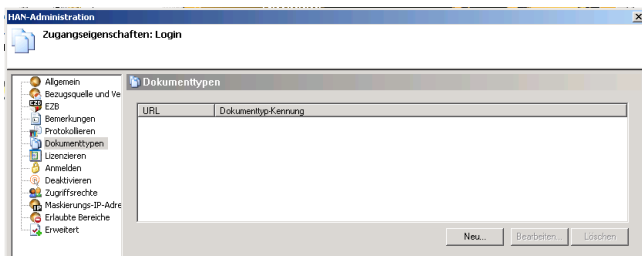 HAN-Administration
Zugangseigenschaften: Login
Allgemein
Bezugsquelle und Ve
EZB
Bemerkungen
Protokollieren
Dokumenttypen
Lizenzieren
Anmelden
Deaktivieren
Zugriffsrechte
Maskierungs-IP-Adre
Erlaubte Bereiche
Erweitert
Dokumenttypen
URL Dokumenttyp-Kennung
Neu... Bearbeiten... Löschen